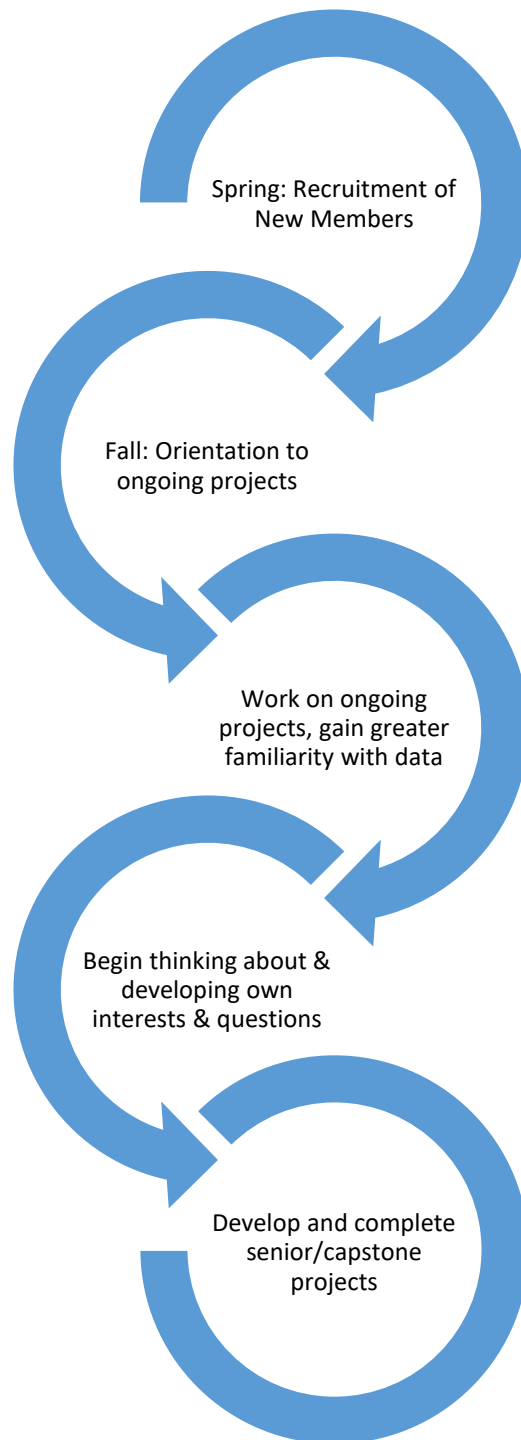 Spring: Recruitment of
New Members
Fall: Orientation to
ongoing projects
Work on ongoing
projects, gain greater
familiarity with data
Begin thinking about &
developing own
interests & questions
Develop and complete
senior/capstone
projects